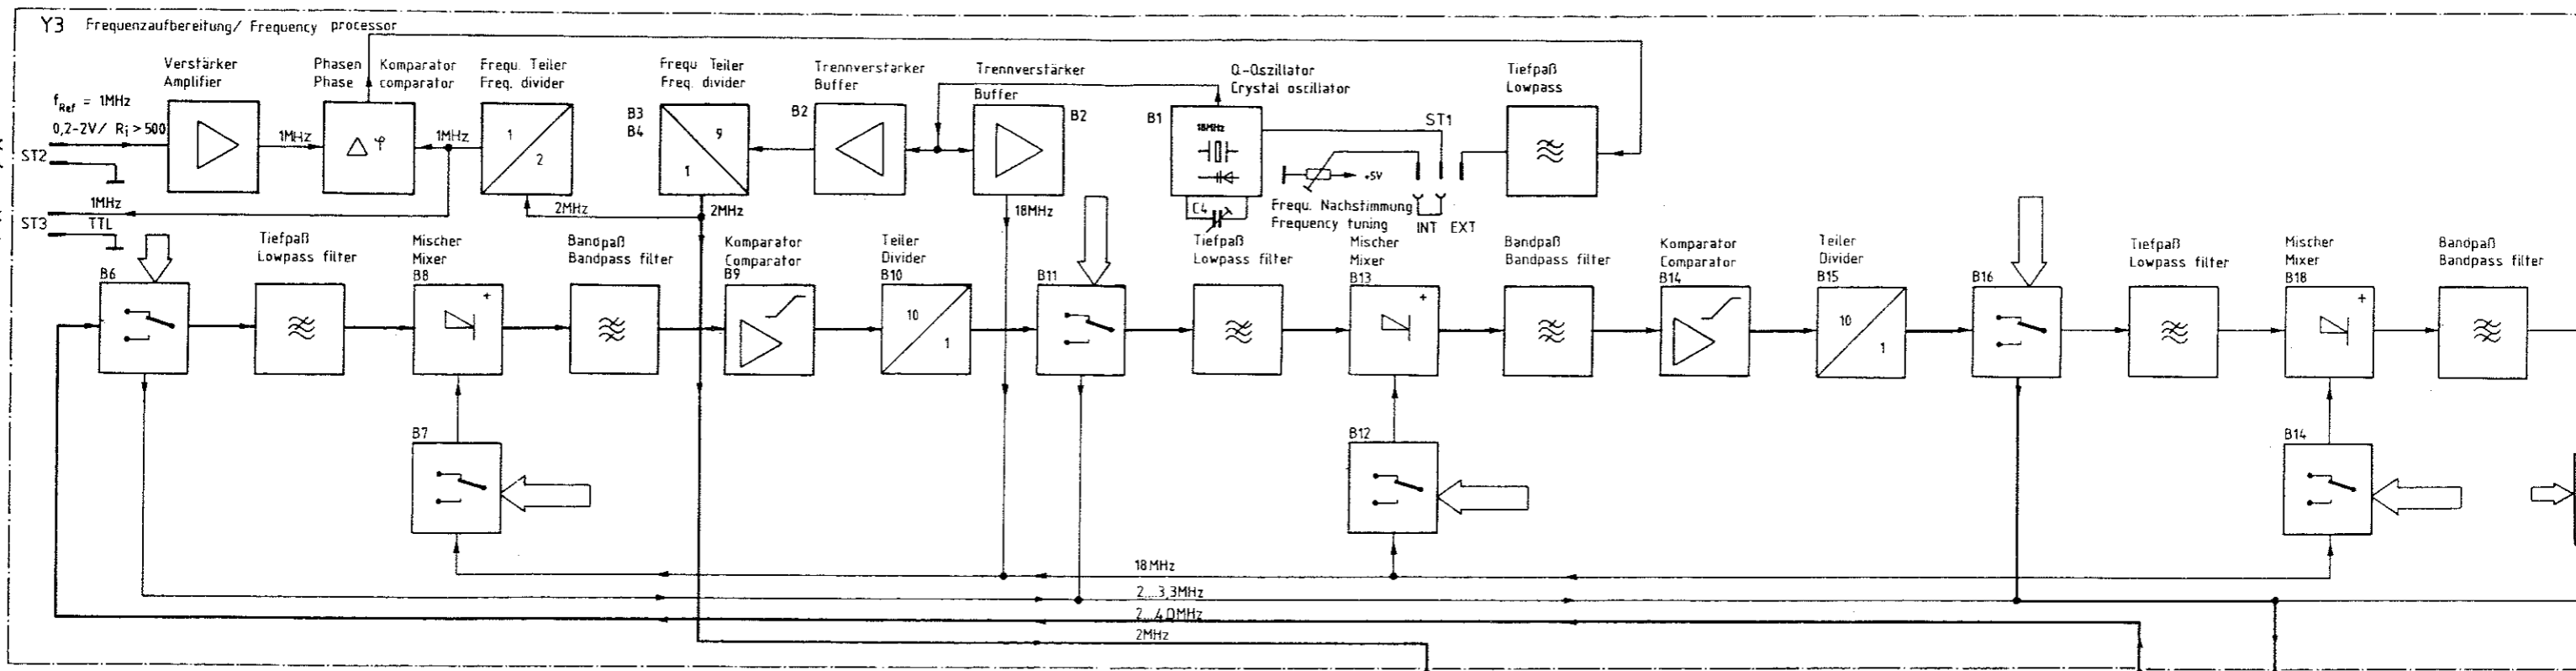 Y3 Frequenzaufbereitung/ Frequency processor
Verstärker
Amplifier
Phasen Komparator
Phase comparator
Frequ. Teiler
Freq. divider
Frequ Teiler
Freq. divider
Trennverstärker
Buffer
Trennverstärker
Buffer
Q-Oszillator
Crystal oscillator
Tiefpaß
Lowpass
fRef = 1MHz
0,2-2V/ Ri > 500
ST2
1MHz
Δ φ
1MHz
1
2
B3
B4
9
1
B2
B2
B1
18MHz
ST1
+5V
C4
Frequ. Nachstimmung
Frequency tuning
INT EXT
1MHz
ST3
TTL
2MHz
2MHz
18MHz
B6
Tiefpaß
Lowpass filter
Mischer
Mixer
B8
+
Bandpaß
Bandpass filter
Komparator
Comparator
B9
Teiler
Divider
B10
10
1
B11
Tiefpaß
Lowpass filter
Mischer
Mixer
B13
+
Bandpaß
Bandpass filter
Komparator
Comparator
B14
Teiler
Divider
B15
10
1
B16
Tiefpaß
Lowpass filter
Mischer
Mixer
B18
+
Bandpaß
Bandpass filter
B7
B12
B14
18MHz
2...3,3MHz
2...4,0MHz
2MHz